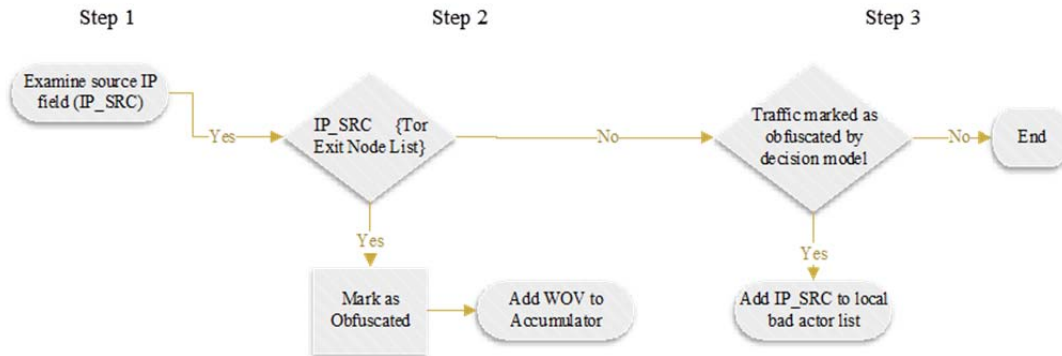 Step 1
Step 2
Step 3
Examine source IP
field (IP_SRC)
Yes
IP_SRC {Tor
Exit Node List}
No
Traffic marked as
obfuscated by
decision model
No
End
Yes
Yes
Mark as
Obfuscated
Add WOV to
Accumulator
Add IP_SRC to local
bad actor list